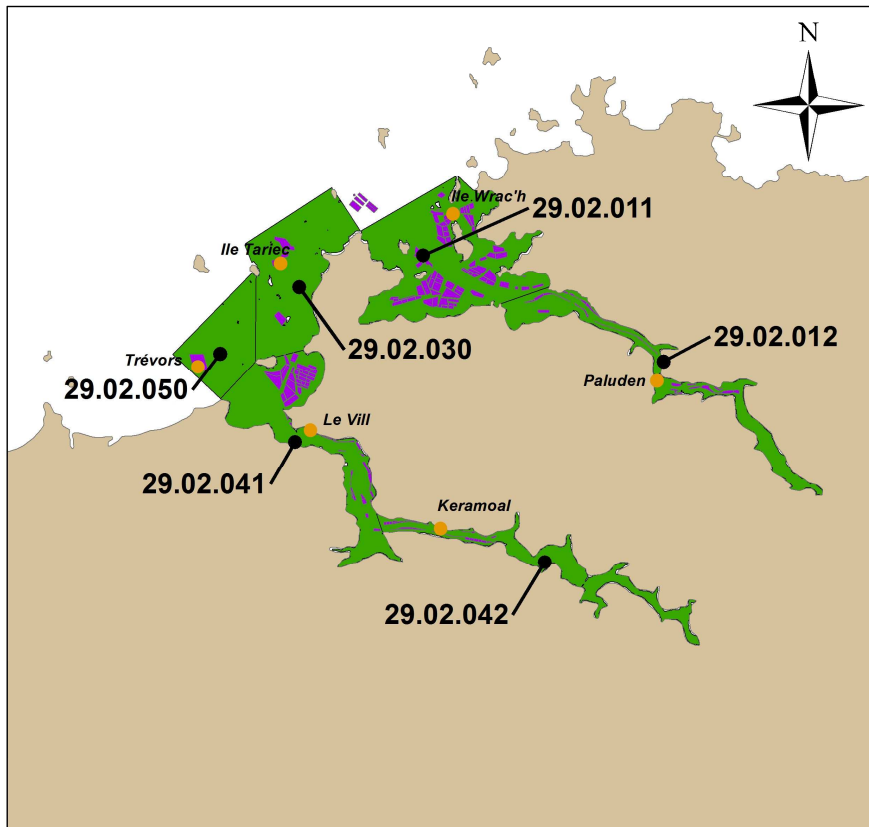 N
Ile Wrac'h
29.02.011
Ile Tariec
29.02.030
29.02.012
Trévors
29.02.050
Paluden
Le Vill
29.02.041
Keramoal
29.02.042